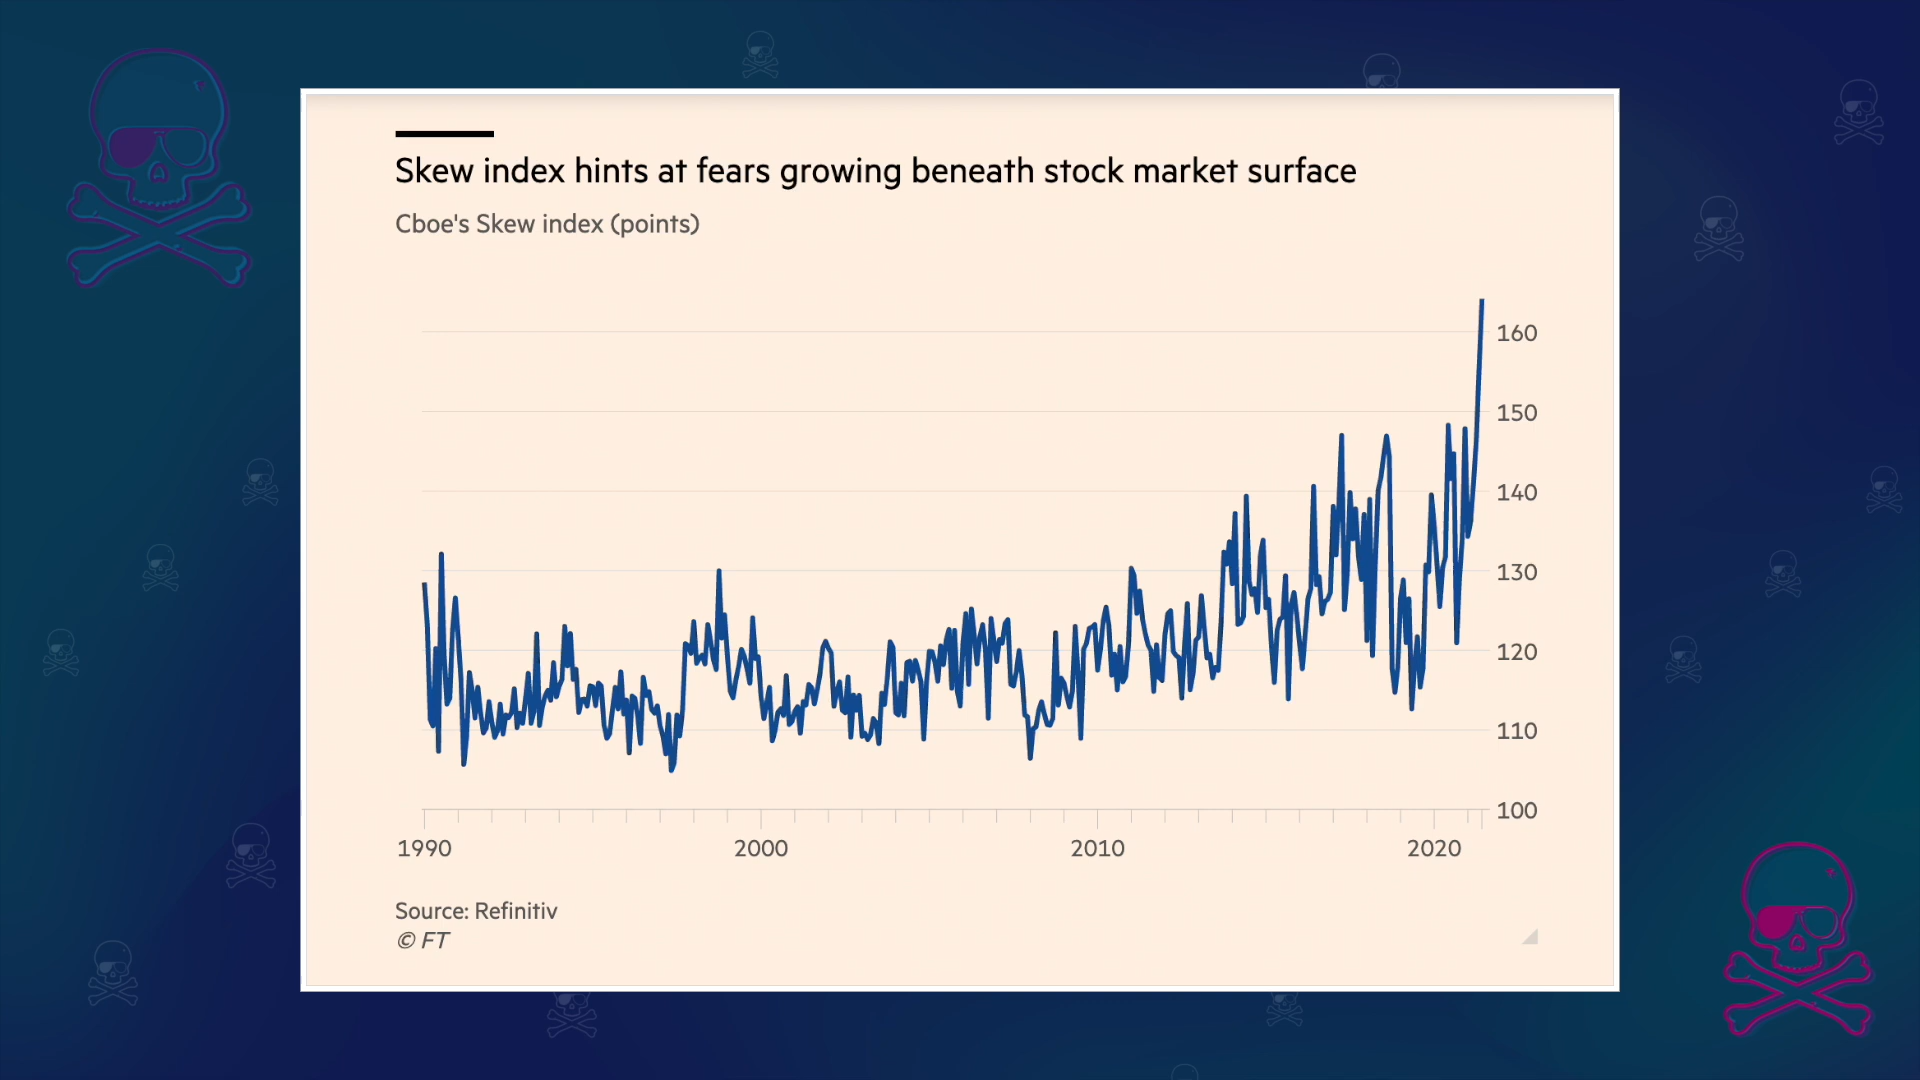 Skew index hints at fears growing beneath stock market surface
Cboe's Skew index (points)
160
150
140
130
120
110
100
1990 2000 2010 2020
Source: Refinitiv
© FT